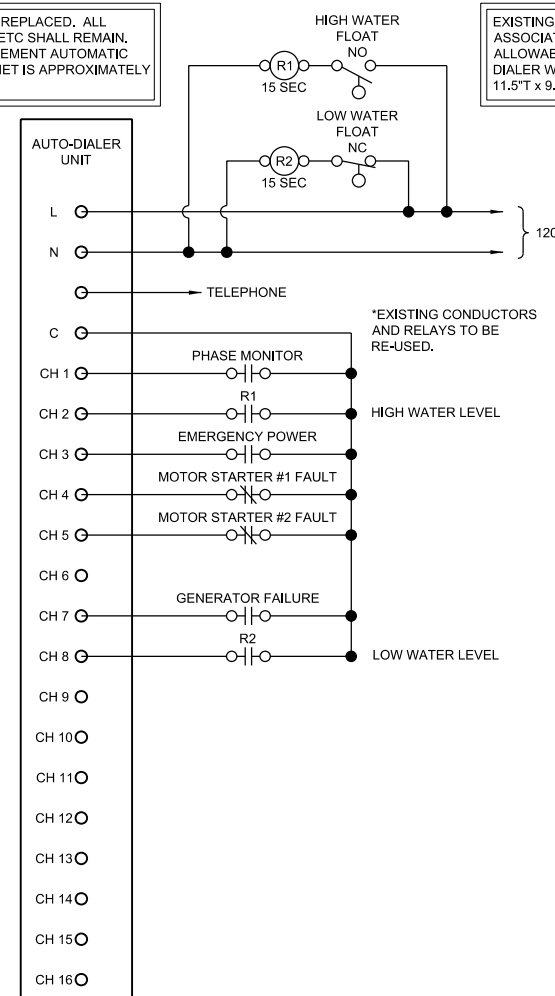 REPLACED. ALL
ETC SHALL REMAIN.
EMENT AUTOMATIC
NET IS APPROXIMATELY
HIGH WATER
FLOAT
NO
R1
15 SEC
LOW WATER
FLOAT
NC
R2
15 SEC
EXISTING
ASSOCIAT
ALLOWAB
DIALER W
11.5"T x 9.
AUTO-DIALER
UNIT
L
N
120
TELEPHONE
*EXISTING CONDUCTORS
AND RELAYS TO BE
RE-USED.
C
CH 1
PHASE MONITOR
CH 2
R1
HIGH WATER LEVEL
CH 3
EMERGENCY POWER
CH 4
MOTOR STARTER #1 FAULT
CH 5
MOTOR STARTER #2 FAULT
CH 6
CH 7
GENERATOR FAILURE
CH 8
R2
LOW WATER LEVEL
CH 9
CH 10
CH 11
CH 12
CH 13
CH 14
CH 15
CH 16